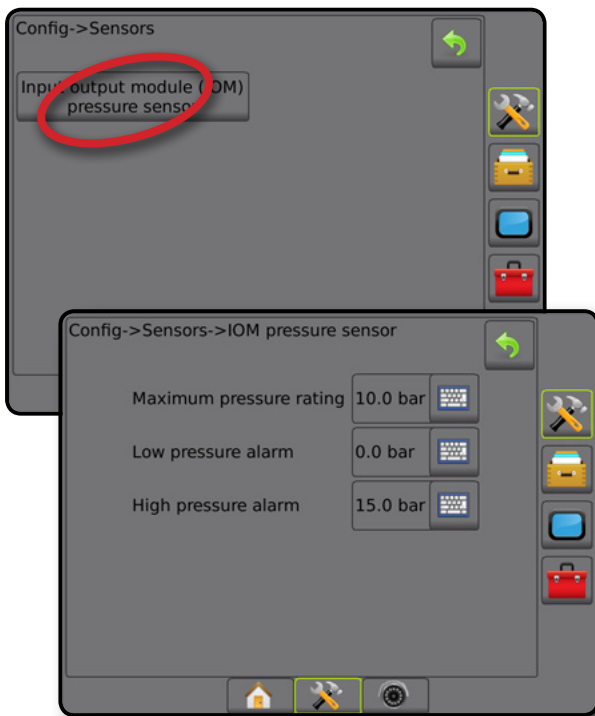 Config->Sensors
Input output module (IOM)
pressure sensor
Config->Sensors->IOM pressure sensor
Maximum pressure rating 10.0 bar
Low pressure alarm 0.0 bar
High pressure alarm 15.0 bar